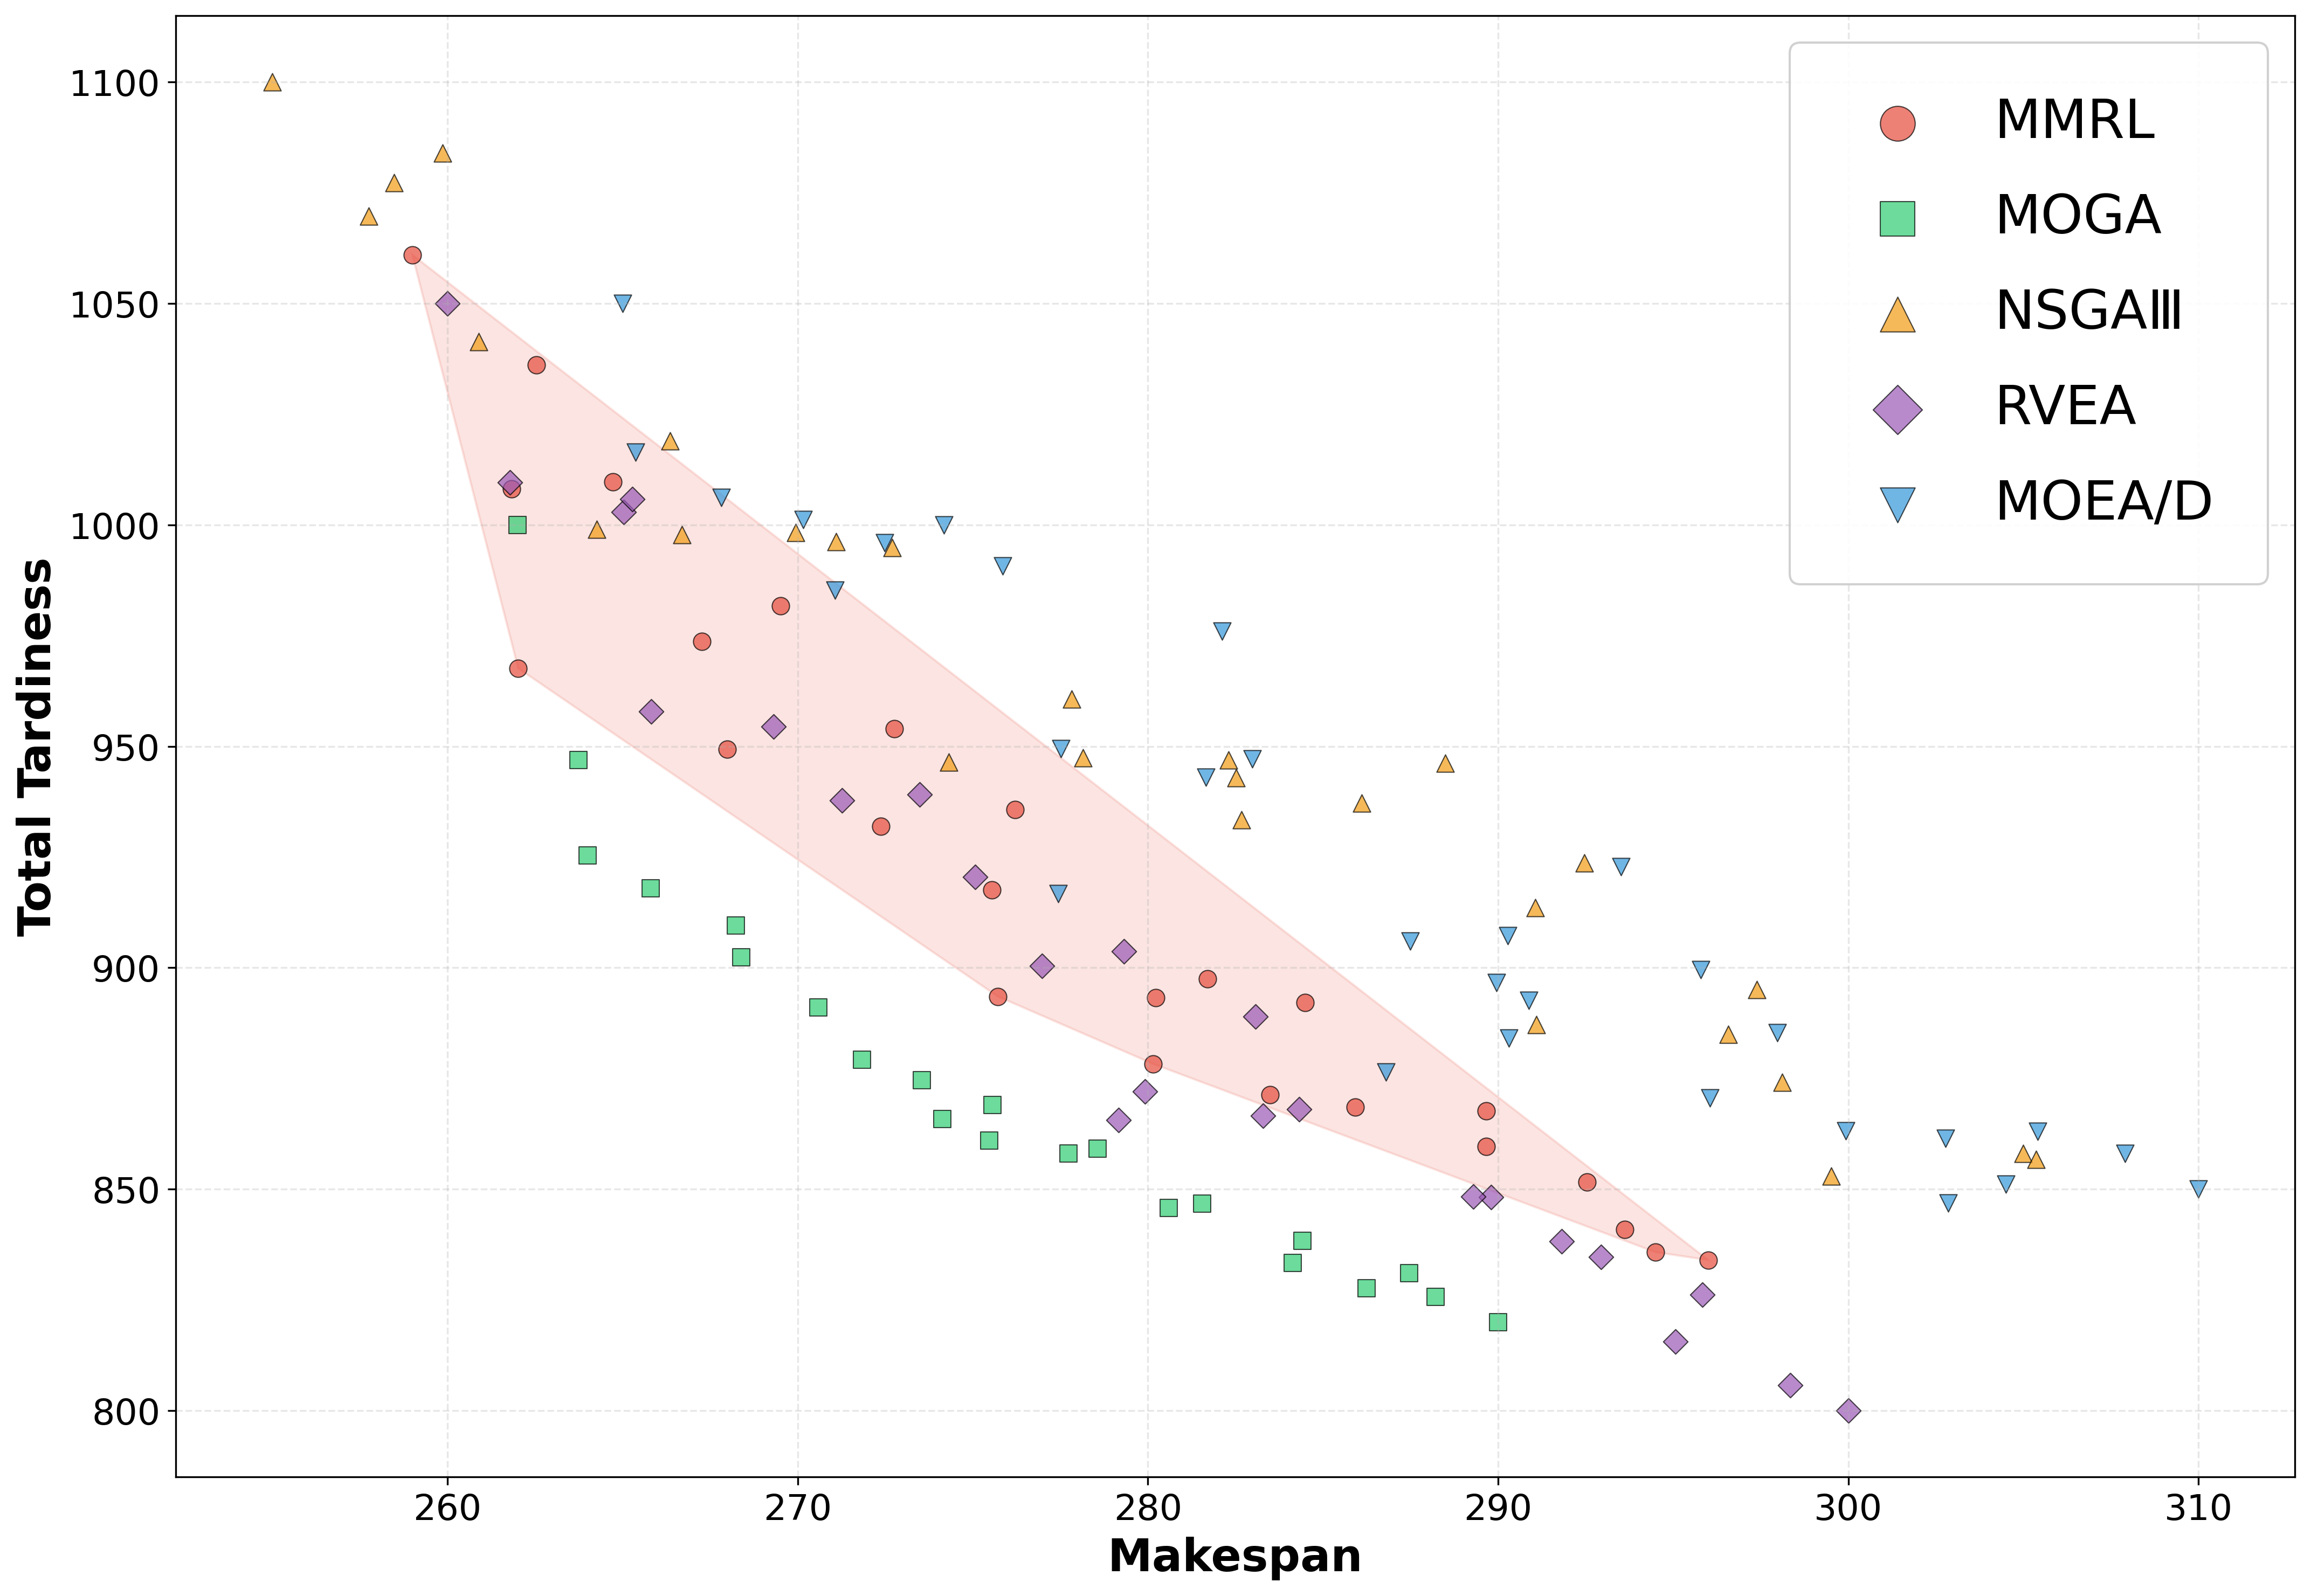 1100
1050
1000
950
900
850
800
Total Tardiness
260
270
280
290
300
310
Makespan
MMRL
MOGA
NSGAⅢ
RVEA
MOEA/D